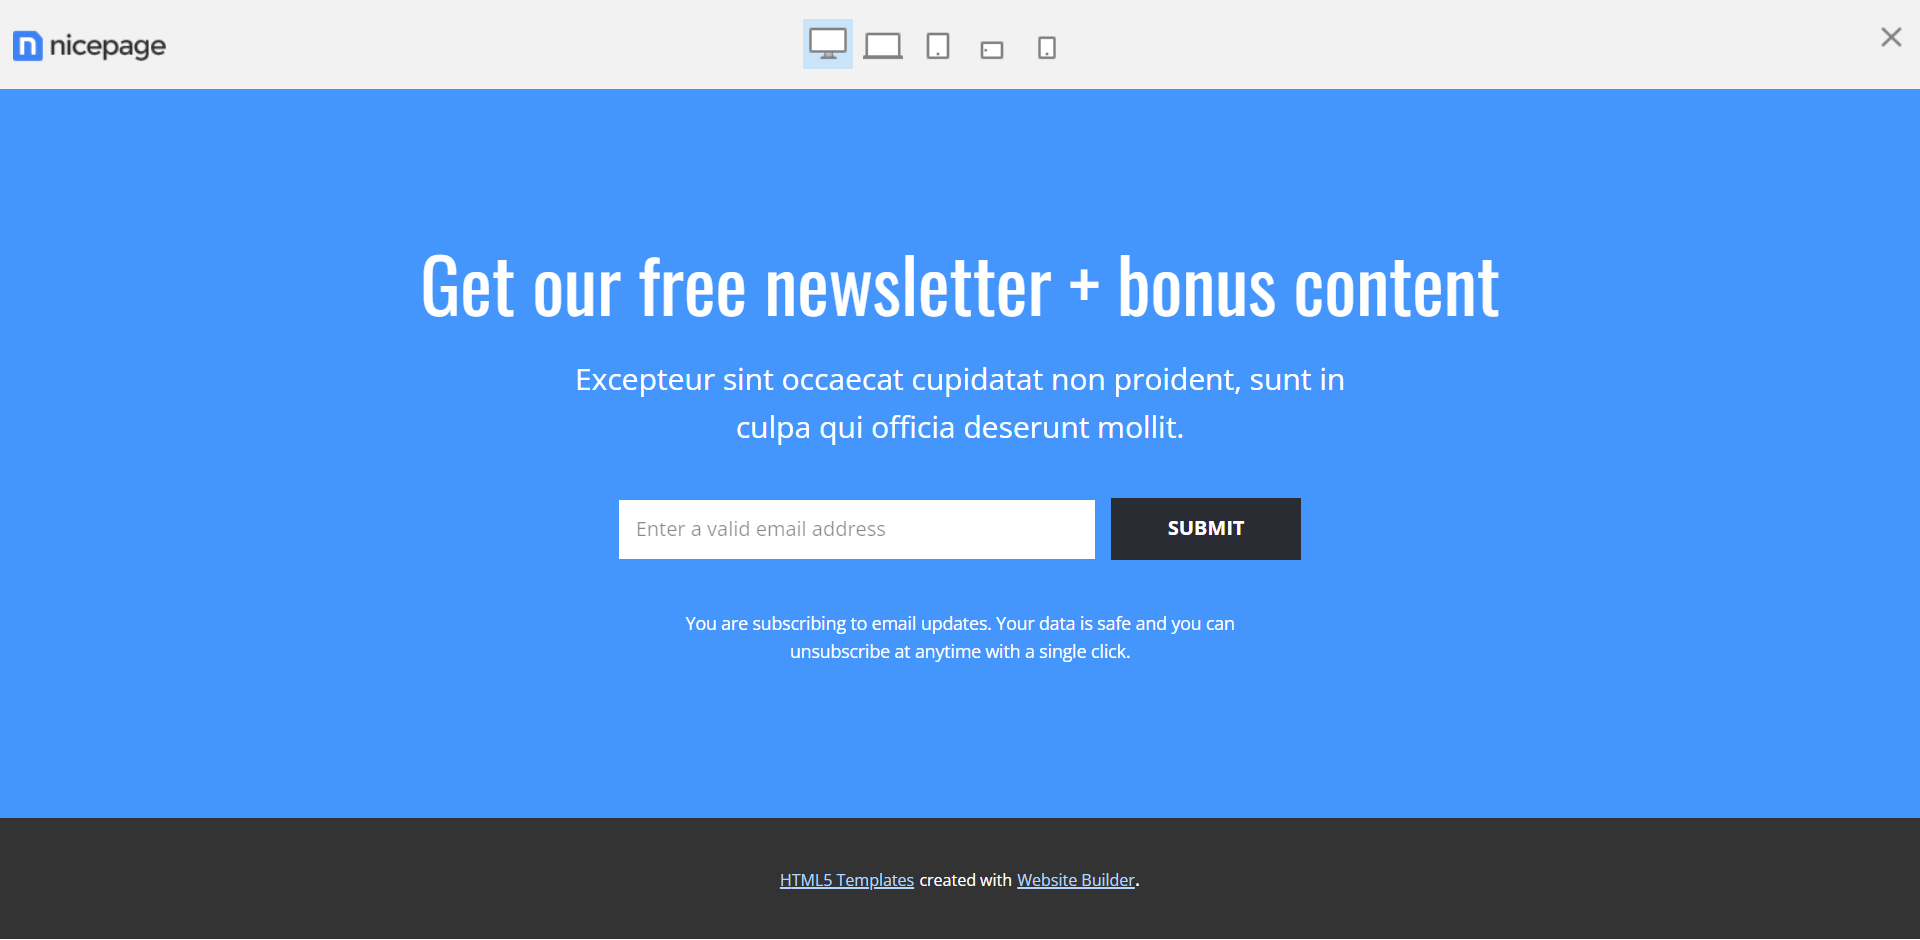 nicepage
Get our free newsletter + bonus content
Excepteur sint occaecat cupidatat non proident, sunt in
culpa qui officia deserunt mollit.
Enter a valid email address
SUBMIT
You are subscribing to email updates. Your data is safe and you can
unsubscribe at anytime with a single click.
HTML5 Templates created with Website Builder.